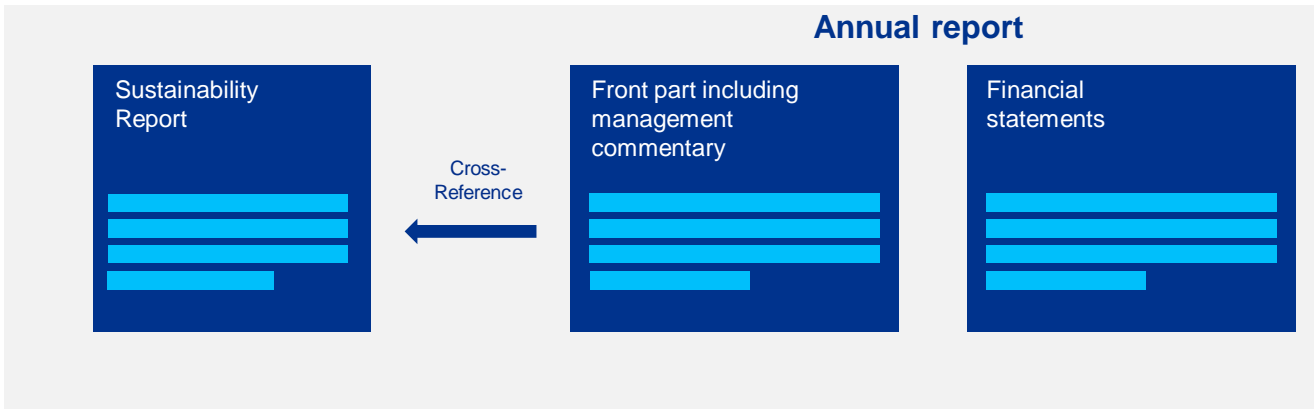 Annual report
Sustainability
Report
Cross-
Reference
Front part including
management
commentary
Financial
statements